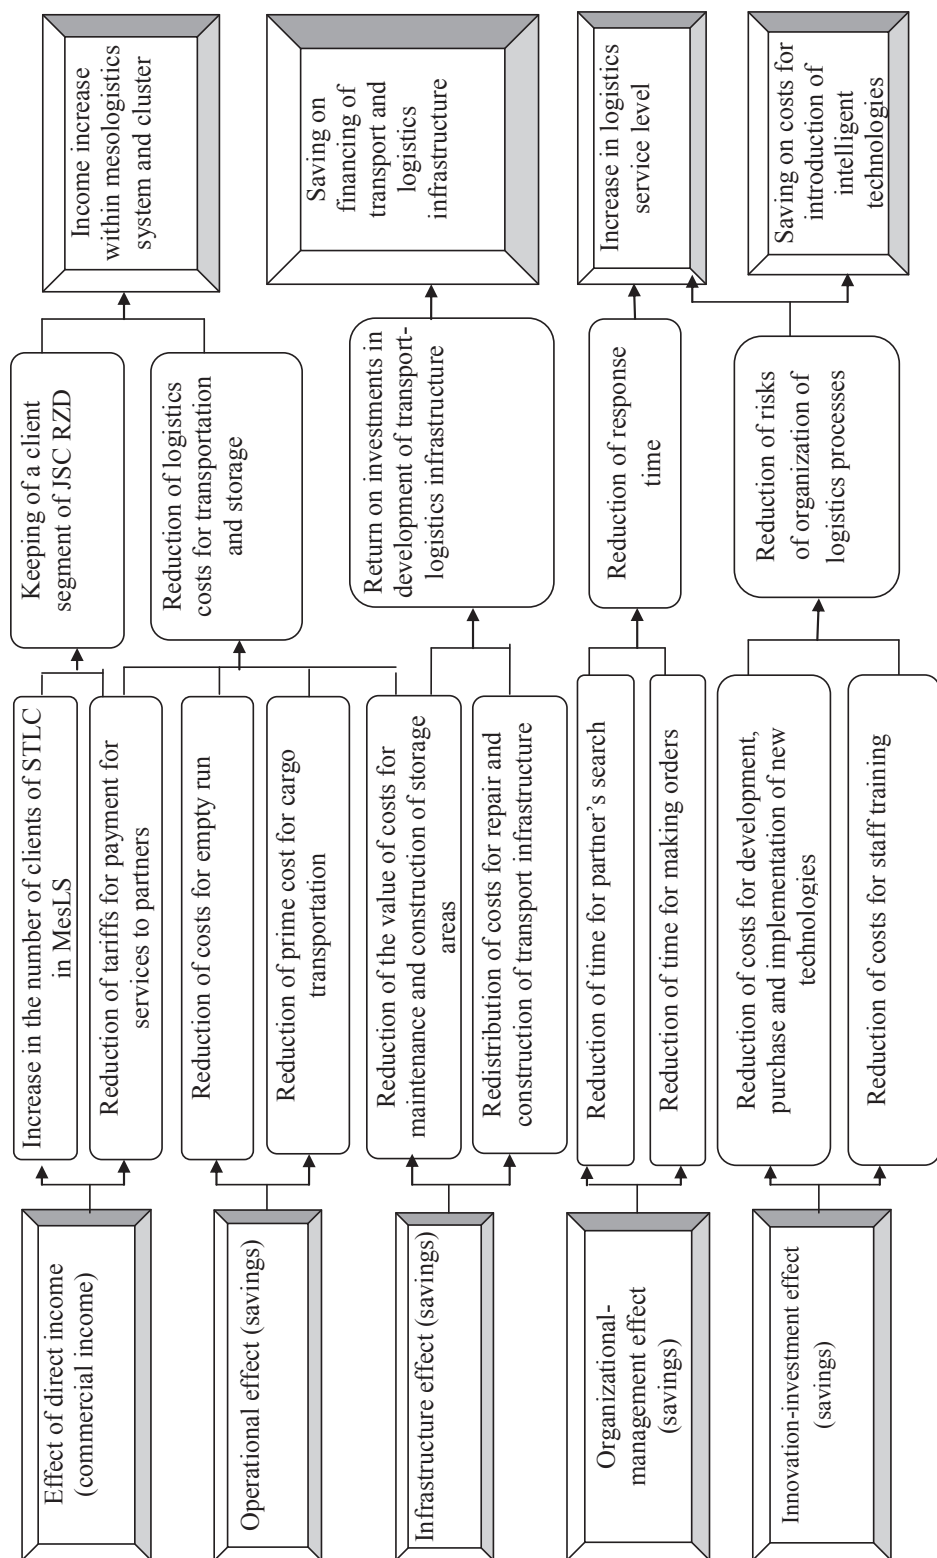 Effect of direct income
(commercial income)
Operational effect (savings)
Infrastructure effect (savings)
Organizational-
management effect
(savings)
Innovation-investment effect
(savings)
Increase in the number of clients of STLC
in MesLS
Reduction of tariffs for payment for
services to partners
Reduction of costs for empty run
Reduction of prime cost for cargo
transportation
Reduction of the value of costs for
maintenance and construction of storage
areas
Redistribution of costs for repair and
construction of transport infrastructure
Reduction of time for partner’s search
Reduction of time for making orders
Reduction of costs for development,
purchase and implementation of new
technologies
Reduction of costs for staff training
Keeping of a client
segment of JSC RZD
Reduction of logistics
costs for transportation
and storage
Return on investments in
development of transport-
logistics infrastructure
Reduction of response
time
Reduction of risks
of organization of
logistics processes
Income increase
within mesologistics
system and cluster
Saving on
financing of
transport and
logistics
infrastructure
Increase in logistics
service level
Saving on costs for
introduction of
intelligent
technologies